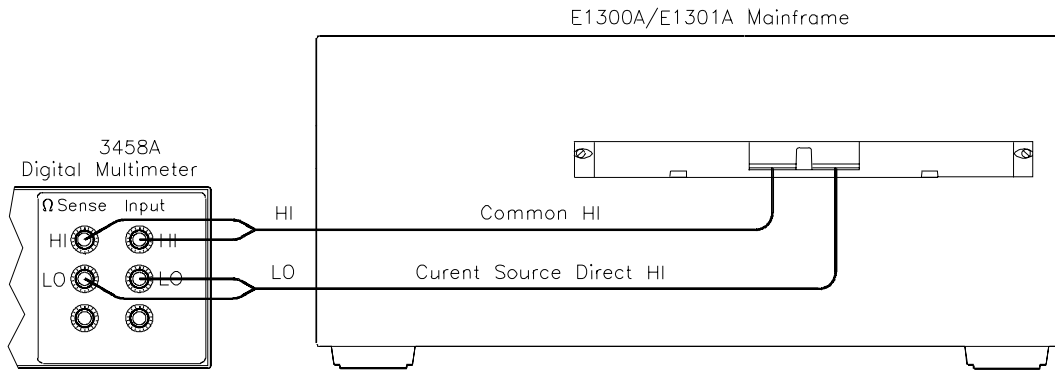 E1300A/E1301A Mainframe
3458A
Digital Multimeter
Ω Sense Input
HI HI
LO LO
HI Common HI
LO Curent Source Direct HI